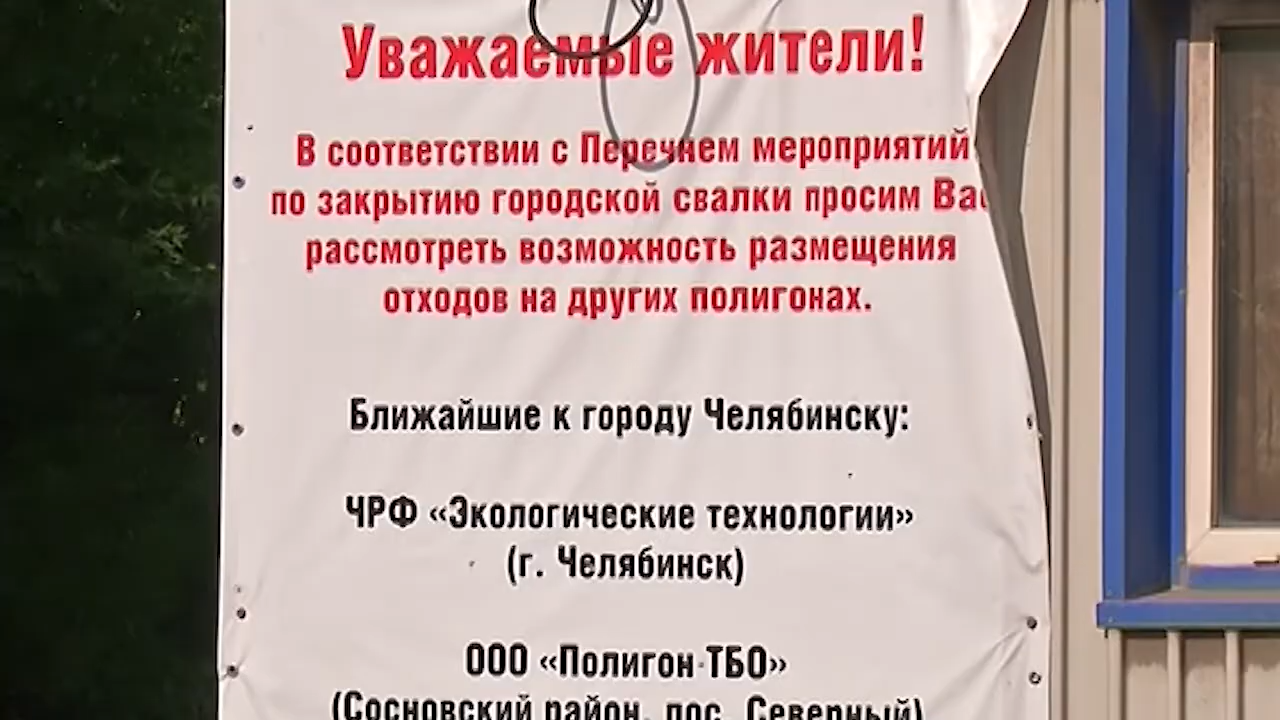 Уважаемые жители!
В соответствии с Перечнем мероприятий
по закрытию городской свалки просим Вас
рассмотреть возможность размещения
отходов на других полигонах.
Ближайшие к городу Челябинску:
ЧРФ «Экологические технологии»
(г. Челябинск)
ООО «Полигон ТБО»
(Сосновский район, пос. Северный)